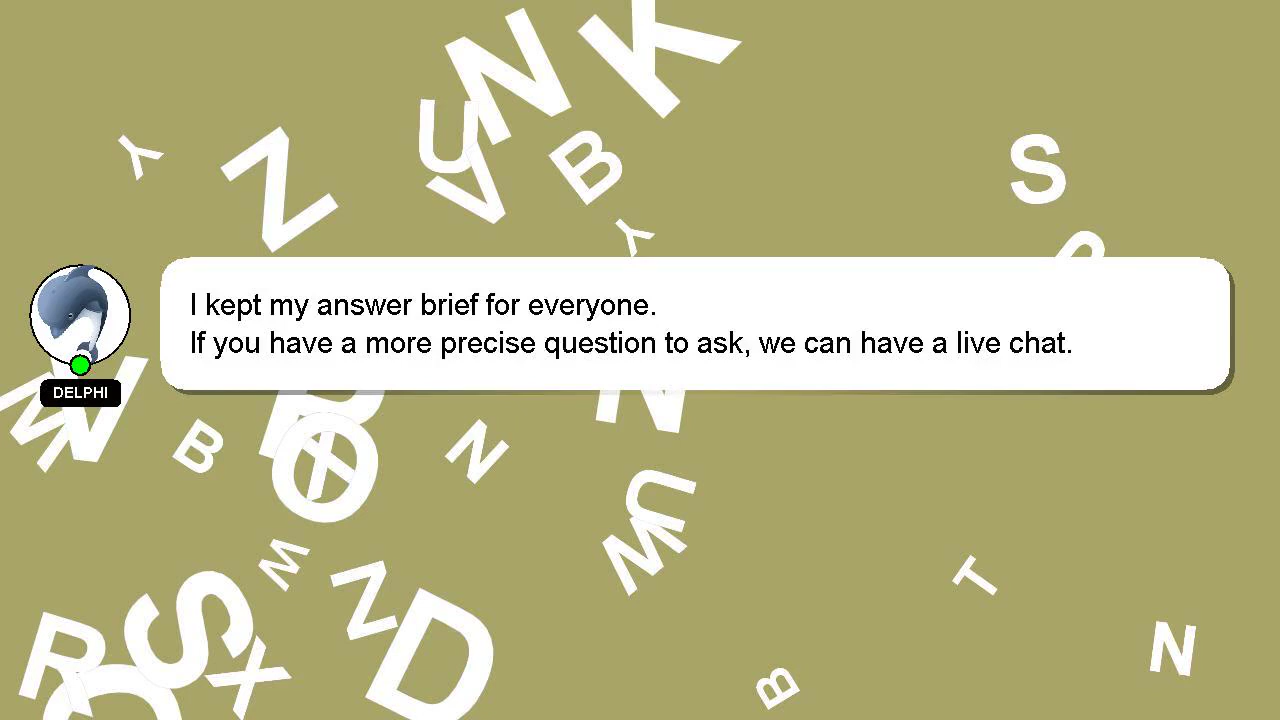 I kept my answer brief for everyone.
If you have a more precise question to ask, we can have a live chat.
DELPHI
N
K
U
Y
Z
V
B
S
Y
W
B
R
O
X
N
N
U
W
W
Z
T
S
R
D
X
N
B